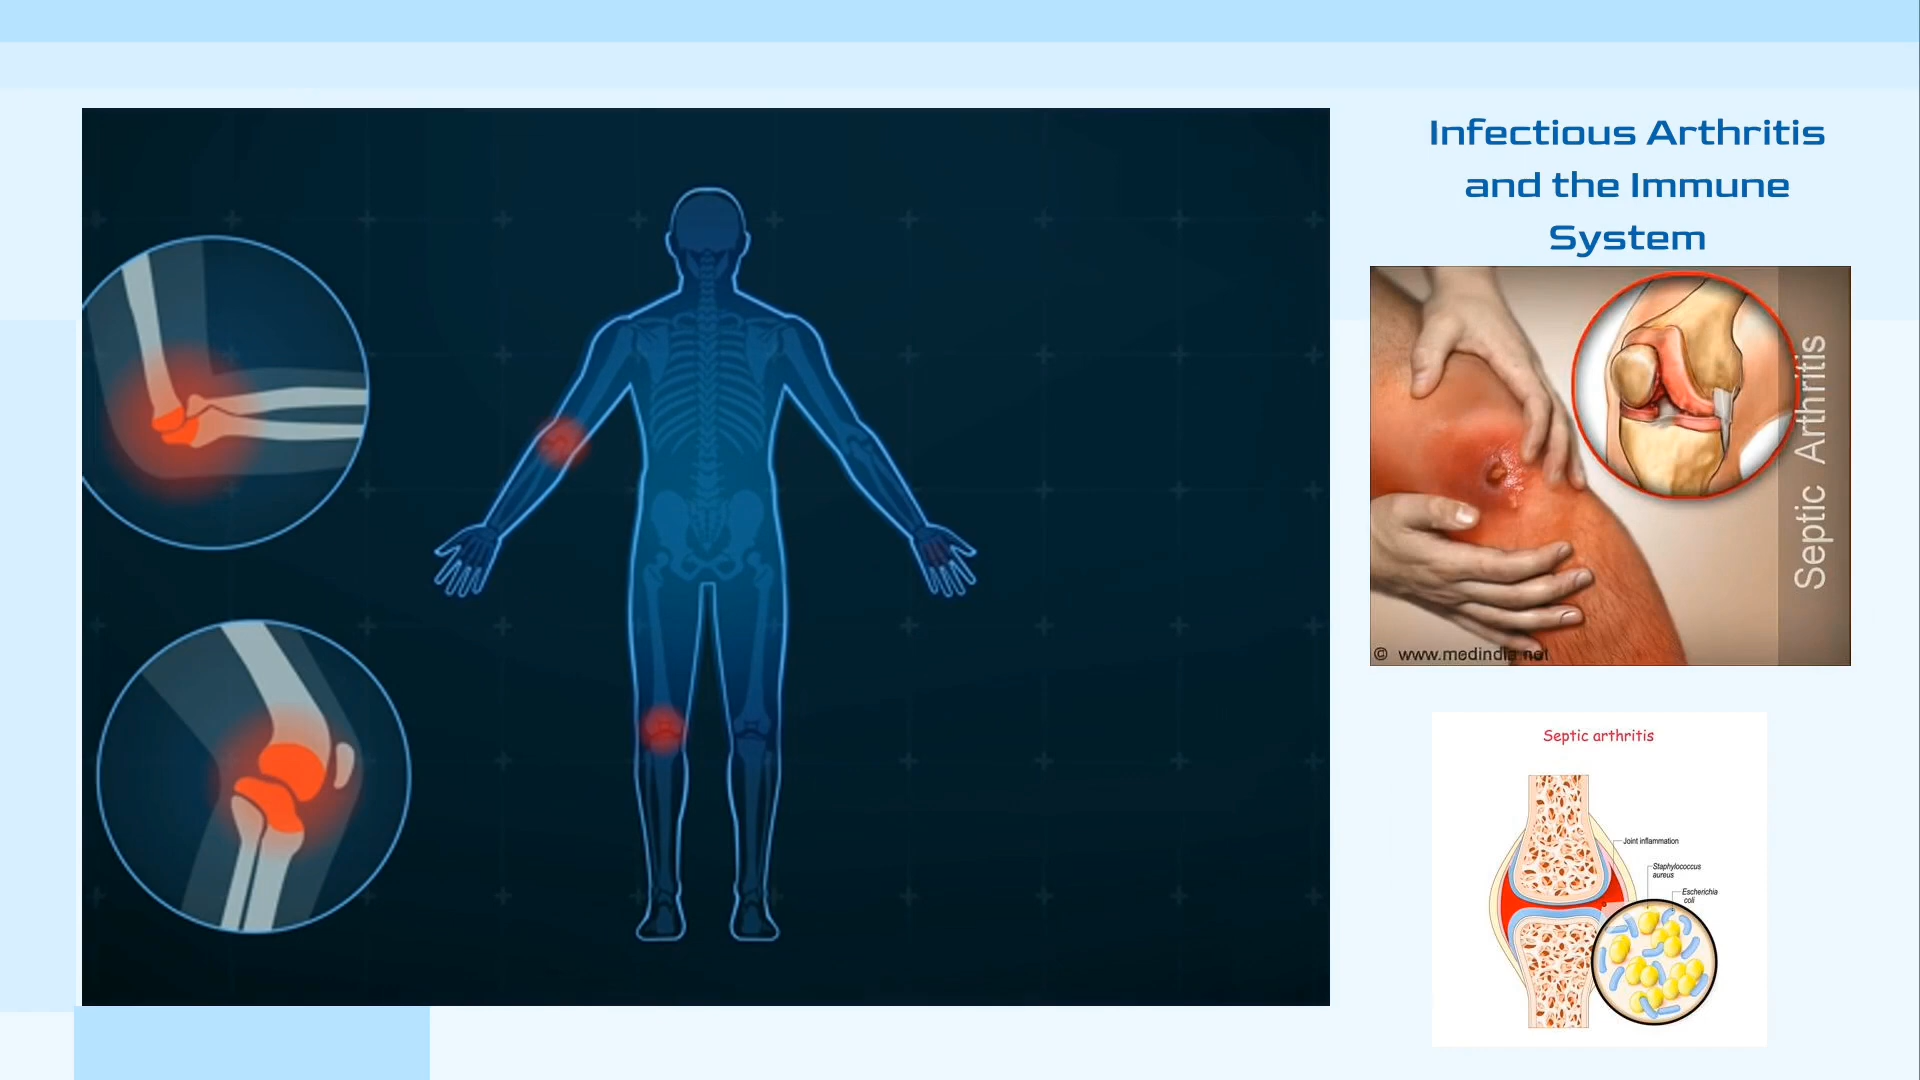 Infectious Arthritis
and the Immune
System
Septic Arthritis
© www.medindia.net
Septic arthritis
Joint inflammation
Staphylococcus
aureus
Escherichia
coli